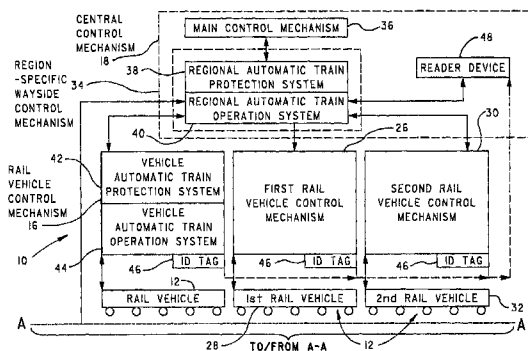 CENTRAL
CONTROL
MECHANISM
18
MAIN CONTROL MECHANISM
36
48
READER DEVICE
REGION
-SPECIFIC
WAYSIDE
CONTROL
MECHANISM
34
38
REGIONAL AUTOMATIC TRAIN
PROTECTION SYSTEM
REGIONAL AUTOMATIC TRAIN
OPERATION SYSTEM
40
26
30
42
RAIL
VEHICLE
CONTROL
MECHANISM
16
10
44
VEHICLE
AUTOMATIC TRAIN
PROTECTION SYSTEM
VEHICLE
AUTOMATIC TRAIN
OPERATION SYSTEM
FIRST RAIL
VEHICLE CONTROL
MECHANISM
SECOND RAIL
VEHICLE CONTROL
MECHANISM
46
ID TAG
46
ID TAG
46
ID TAG
12
RAIL VEHICLE
1st RAIL VEHICLE
2nd RAIL VEHICLE
32
A
28
12
12
A
TO/FROM A-A